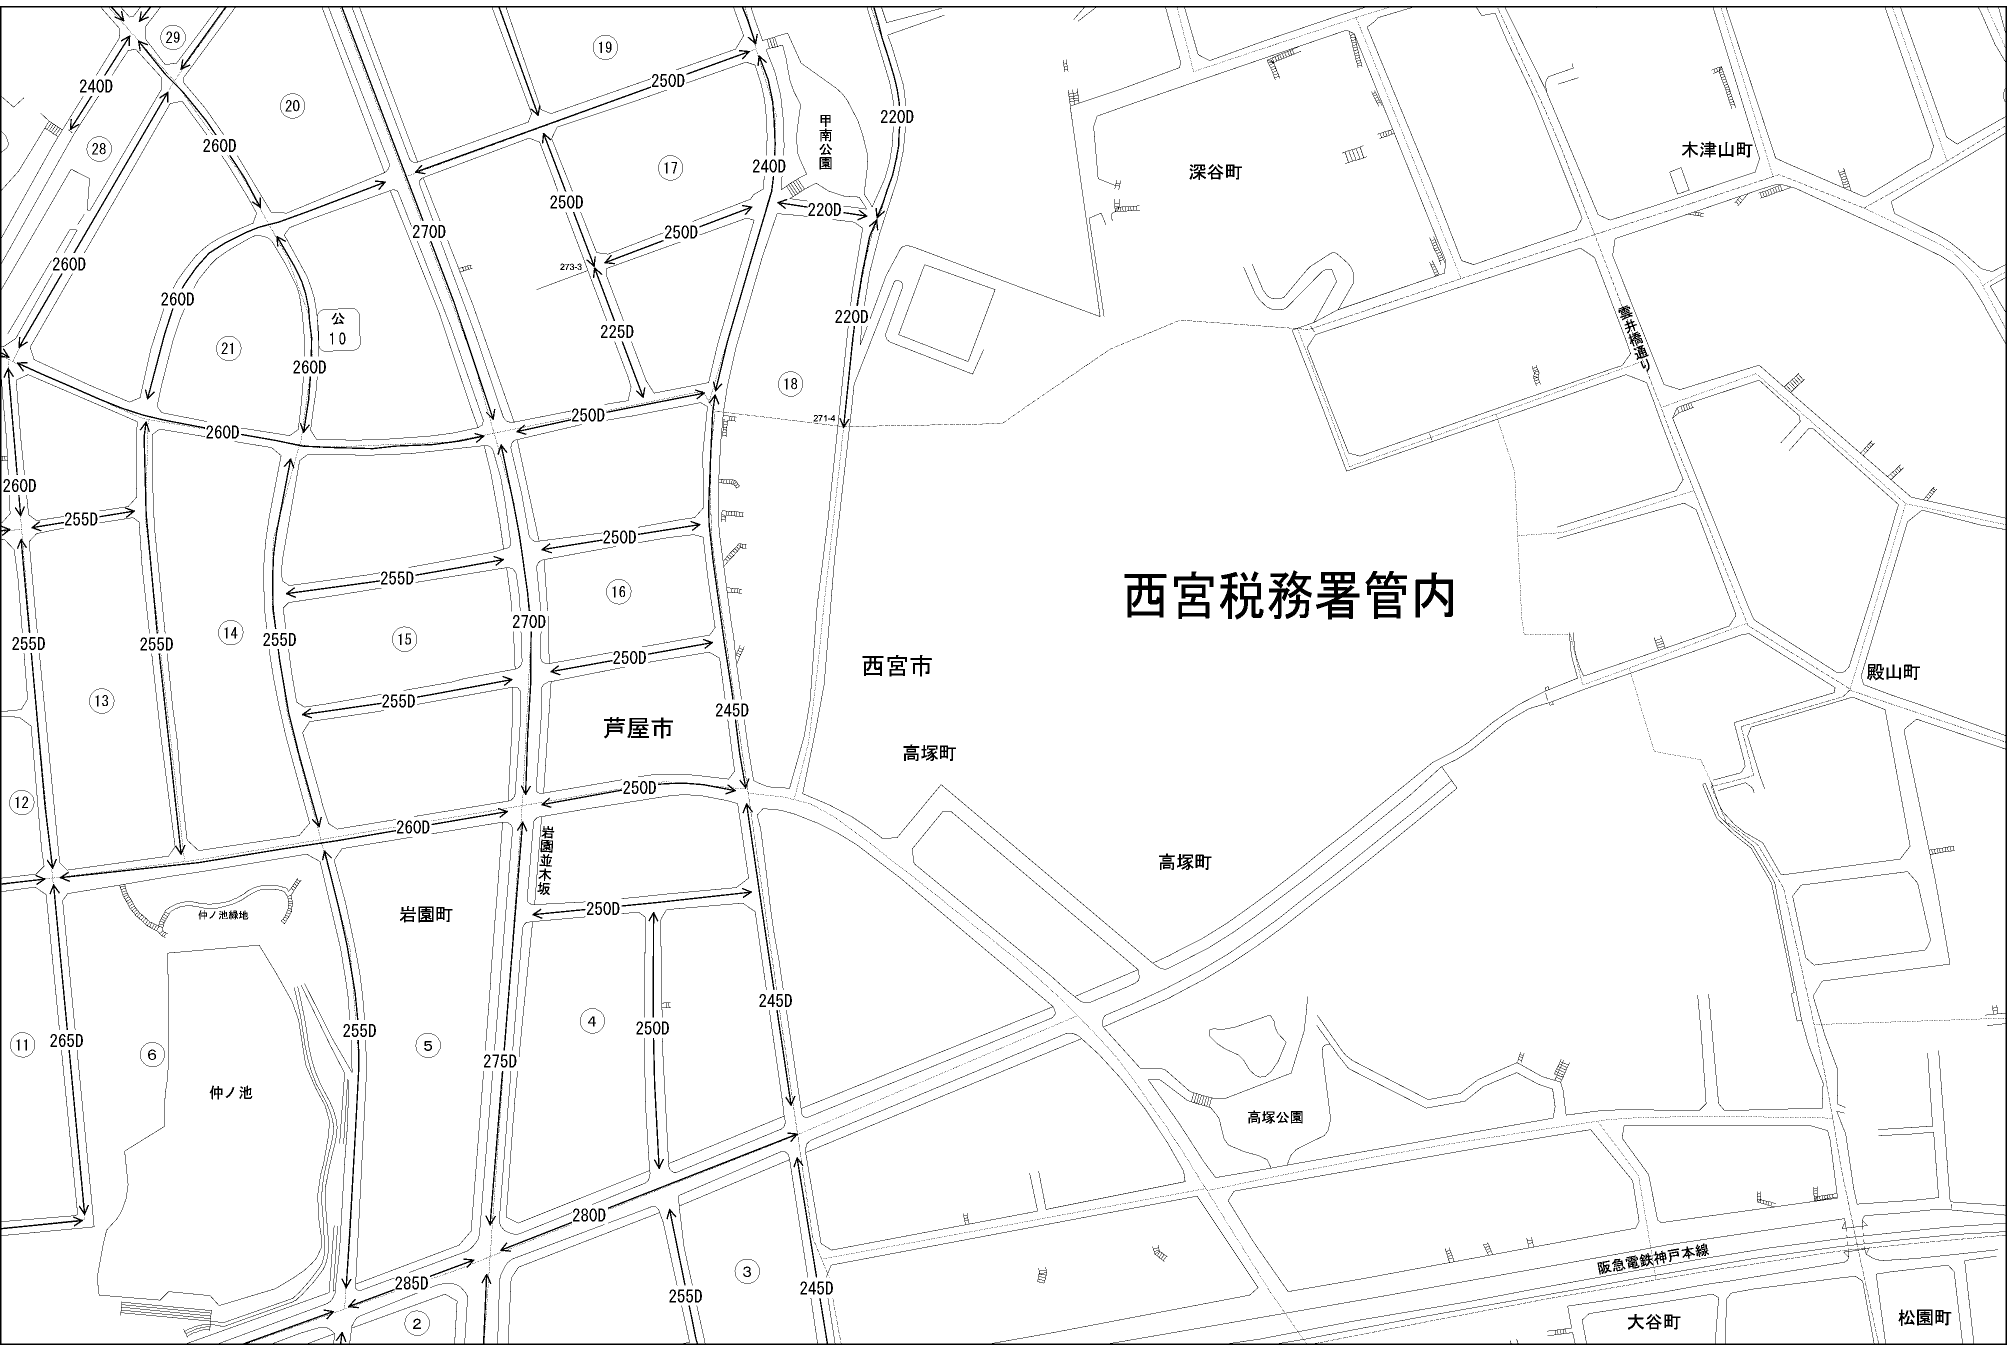 29
19
240D
250D
20
220D
甲南公園
28
260D
240D
17
木津山町
深谷町
250D
220D
270D
250D
260D
273-3
260D
公
10
220D
雲井橋通り
225D
21
260D
18
250D
271-4
260D
260D
255D
250D
255D
16
西宮税務署管内
270D
14
15
255D
255D
255D
250D
西宮市
殿山町
13
255D
245D
芦屋市
高塚町
250D
12
260D
岩園並木坂
高塚町
250D
岩園町
仲ノ池緑地
245D
4
250D
255D
265D
11
5
6
275D
仲ノ池
高塚公園
280D
阪急電鉄神戸本線
3
285D
245D
255D
2
大谷町
松園町